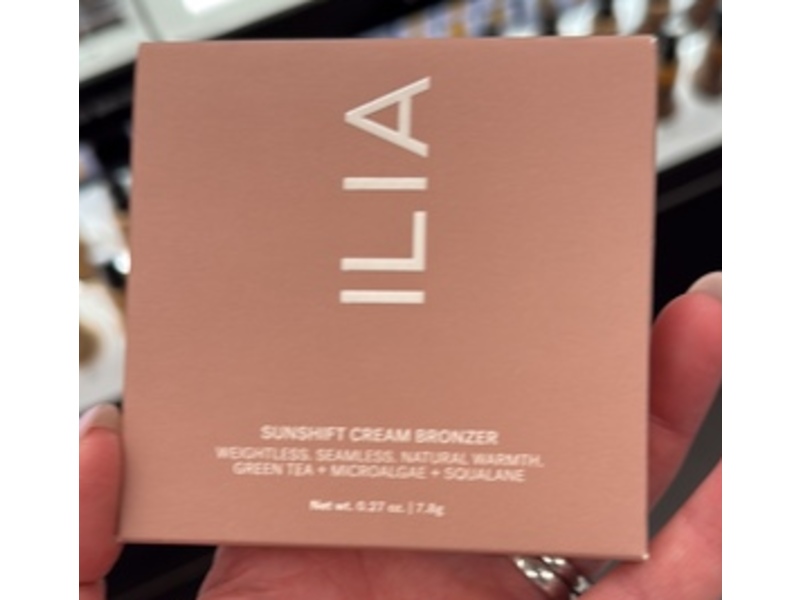 ILIA
SUNSHIFT CREAM BRONZER
WEIGHTLESS. SEAMLESS. NATURAL WARMTH.
GREEN TEA + MICROALGAE + SQUALANE
Net wt. 0.27 oz. | 7.8g